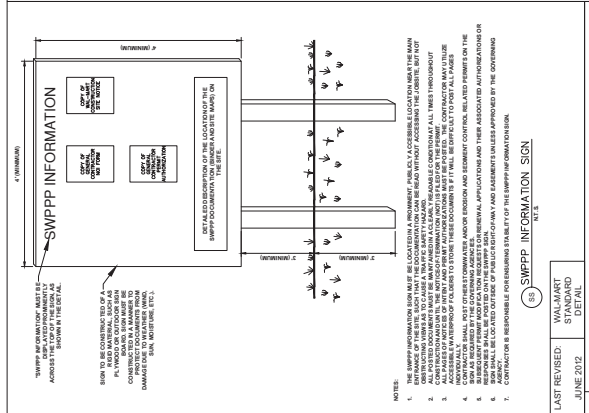 4' (MINIMUM)
4' (MINIMUM)
SWPPP INFORMATION
COPY OF
GENERAL
CONTRACTOR
NOI FORM
COPY OF
WAL-MART
CONSTRUCTION
SITE NOTICE
COPY OF
GENERAL
CONTRACTOR
PERMIT
AUTHORIZATION
DETAILED DESCRIPTION OF THE LOCATION OF THE
SWPPP DOCUMENTATION (BINDER AND SITE MAPS) ON
THE SITE.
"SWPPP INFORMATION" MUST BE
DISPLAYED PROMINENTLY
ACROSS THE TOP OF THE SIGN, AS
SHOWN IN THE DETAIL.
SIGN TO BE CONSTRUCTED OF A
RIGID MATERIAL, SUCH AS
PLYWOOD OR OUTDOOR SIGN
BOARD. SIGN MUST BE
CONSTRUCTED IN A MANNER TO
PROTECT DOCUMENTS FROM
DAMAGE DUE TO WEATHER (WIND,
SUN, MOISTURE, ETC.).
3' (MINIMUM)
3' (MINIMUM)
NOTES:
1. THE SWPPP INFORMATION SIGN MUST BE LOCATED IN A PROMINENT, PUBLICLY ACCESSIBLE LOCATION NEAR THE MAIN
ENTRANCE OF THE SITE, SUCH THAT THE DOCUMENTATION CAN BE READ WITHOUT ACCESSING THE JOBSITE, BUT NOT
OBSTRUCTING VIEWS AS TO CAUSE A TRAFFIC SAFETY HAZARD.
2. ALL POSTED DOCUMENTS MUST BE MAINTAINED IN A CLEARLY READABLE CONDITION AT ALL TIMES THROUGHOUT
CONSTRUCTION AND UNTIL THE NOTICE-OF-TERMINATION (NOT) IS FILED FOR THE PERMIT.
3. ALL PAGES OF NOTICES OF INTENT AND PERMIT AUTHORIZATIONS MUST BE POSTED. THE CONTRACTOR MAY UTILIZE
ACCESSIBLE WATERPROOF FOLDERS TO STORE THESE DOCUMENTS IF IT WILL BE DIFFICULT TO POST ALL PAGES
INDIVIDUALLY.
4. CONTRACTOR SHALL POST OTHER STORMWATER AND/OR EROSION AND SEDIMENT CONTROL RELATED PERMITS ON THE
SIGN AS REQUIRED BY THE GOVERNING AGENCIES.
5. SUBSEQUENT PERMIT MODIFICATION REQUESTS OR RENEWAL APPLICATIONS AND THEIR ASSOCIATED AUTHORIZATIONS OR
RESPONSES SHALL BE POSTED ON THE SWPPP SIGN.
6. SIGN SHALL BE LOCATED OUTSIDE OF PUBLIC RIGHT-OF-WAY AND EASEMENTS UNLESS APPROVED BY THE GOVERNING
AGENCY.
7. CONTRACTOR IS RESPONSIBLE FOR ENSURING STABILITY OF THE SWPPP INFORMATION SIGN.
SS SWPPP INFORMATION SIGN
N.T.S.
LAST REVISED:
JUNE 2012
WAL-MART
STANDARD
DETAIL